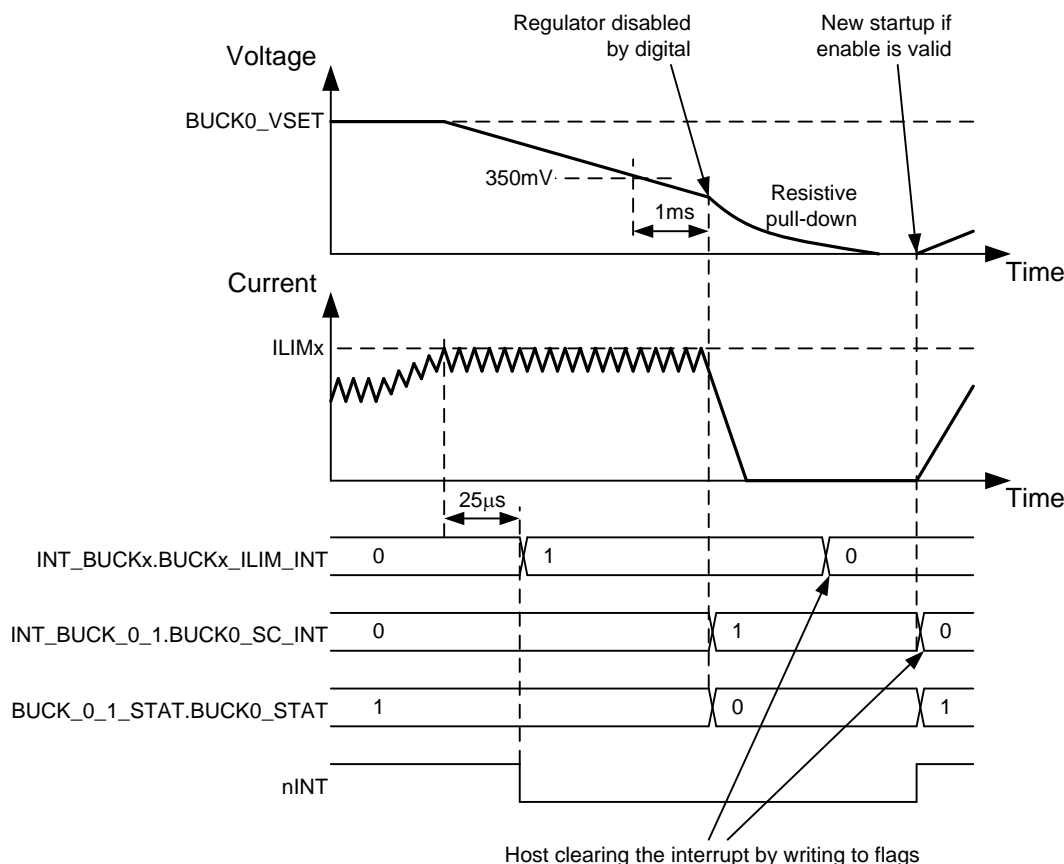 Regulator disabled
by digital
New startup if
enable is valid
Voltage
BUCK0_VSET
350mV
1ms
Resistive
pull-down
Time
Current
ILIMx
Time
25μs
INT_BUCKx.BUCKx_ILIM_INT
0
1
0
INT_BUCK_0_1.BUCK0_SC_INT
0
1
0
BUCK_0_1_STAT.BUCK0_STAT
1
0
1
nINT
Host clearing the interrupt by writing to flags